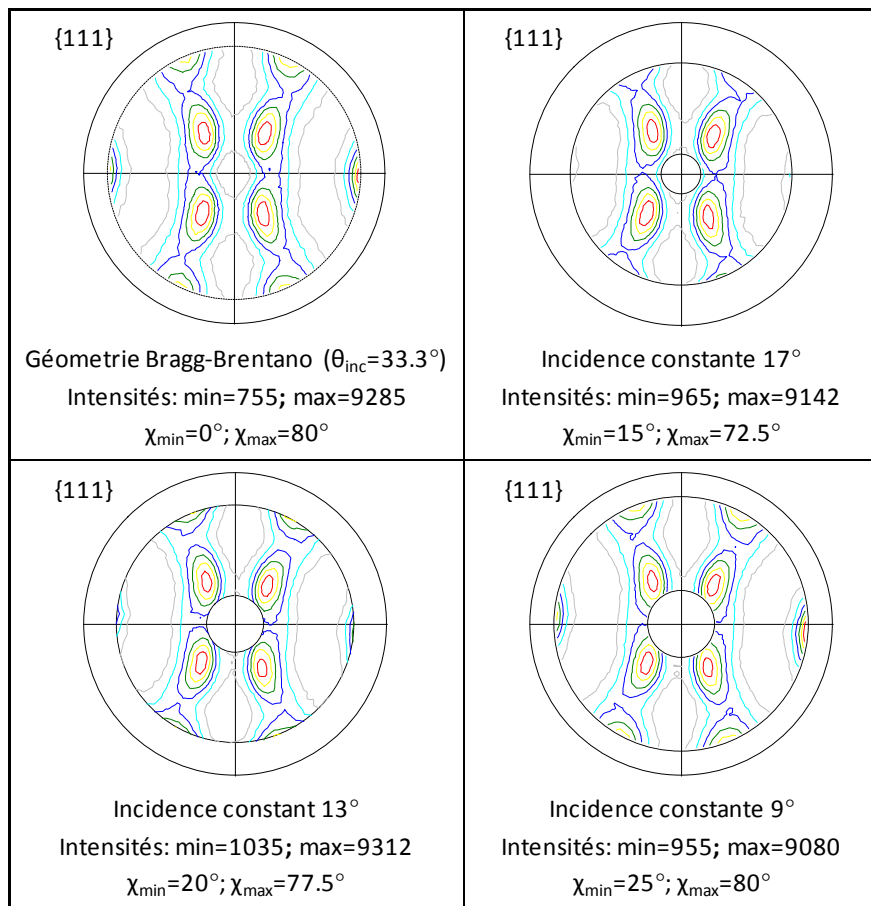 {111}
Géometrie Bragg-Brentano (θinc=33.3°)
Intensités: min=755; max=9285
χmin=0°; χmax=80°
{111}
Incidence constante 17°
Intensités: min=965; max=9142
χmin=15°; χmax=72.5°
{111}
Incidence constant 13°
Intensités: min=1035; max=9312
χmin=20°; χmax=77.5°
{111}
Incidence constante 9°
Intensités: min=955; max=9080
χmin=25°; χmax=80°